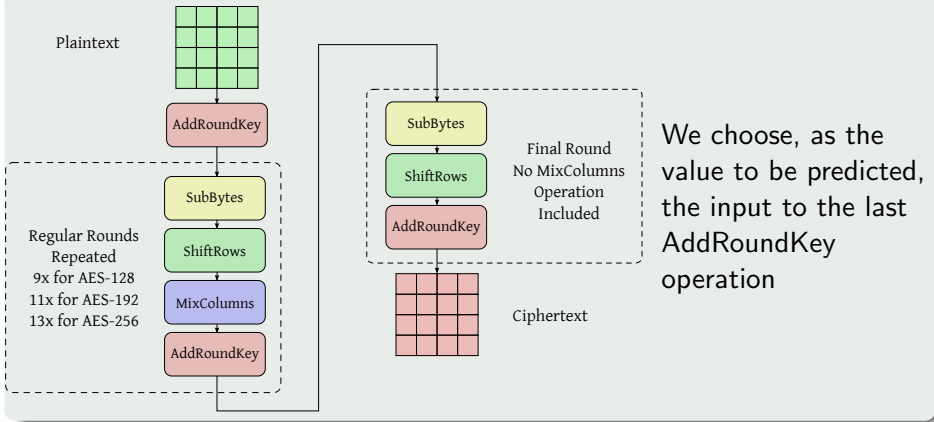 Plaintext
AddRoundKey
SubBytes
ShiftRows
MixColumns
AddRoundKey
Regular Rounds
Repeated
9x for AES-128
11x for AES-192
13x for AES-256
SubBytes
ShiftRows
AddRoundKey
Final Round
No MixColumns
Operation
Included
Ciphertext
We choose, as the
value to be predicted,
the input to the last
AddRoundKey
operation